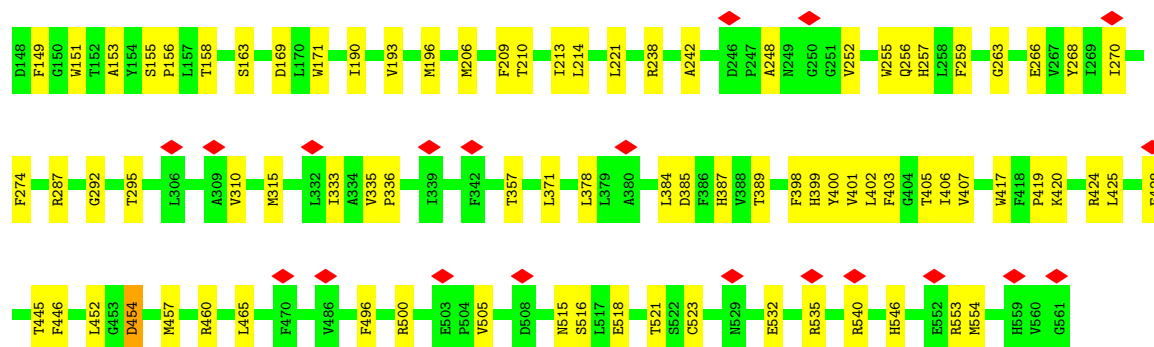 D148 F149 G150 W151 T152 A153 Y154 S155 P156 L157 T158 S163 D169 L170 W171 I190 V193 M196 M206 F209 T210 I213 L214 L221 R238 A242 D246 P247 A248 N249 G250 G251 V252 W255 Q256 H257 L258 F259 G263 E266 V267 Y268 I269 I270
F274 R287 G292 T295 L306 A309 V310 M315 L332 I333 A334 V335 P336 I339 F342 T357 L371 L378 L379 A380 L384 D385 F386 H387 V388 T389 F398 H399 Y400 V401 L402 F403 G404 T405 I406 V407 W417 F418 P419 K420 R424 L425
T445 F446 L452 G453 D454 M457 R460 L465 F470 V486 F496 R500 E503 P504 V505 D508 N515 S516 L517 E518 T521 S522 C523 N529 E532 R535 R540 H546 E552 R553 M554 H559 V560 G561